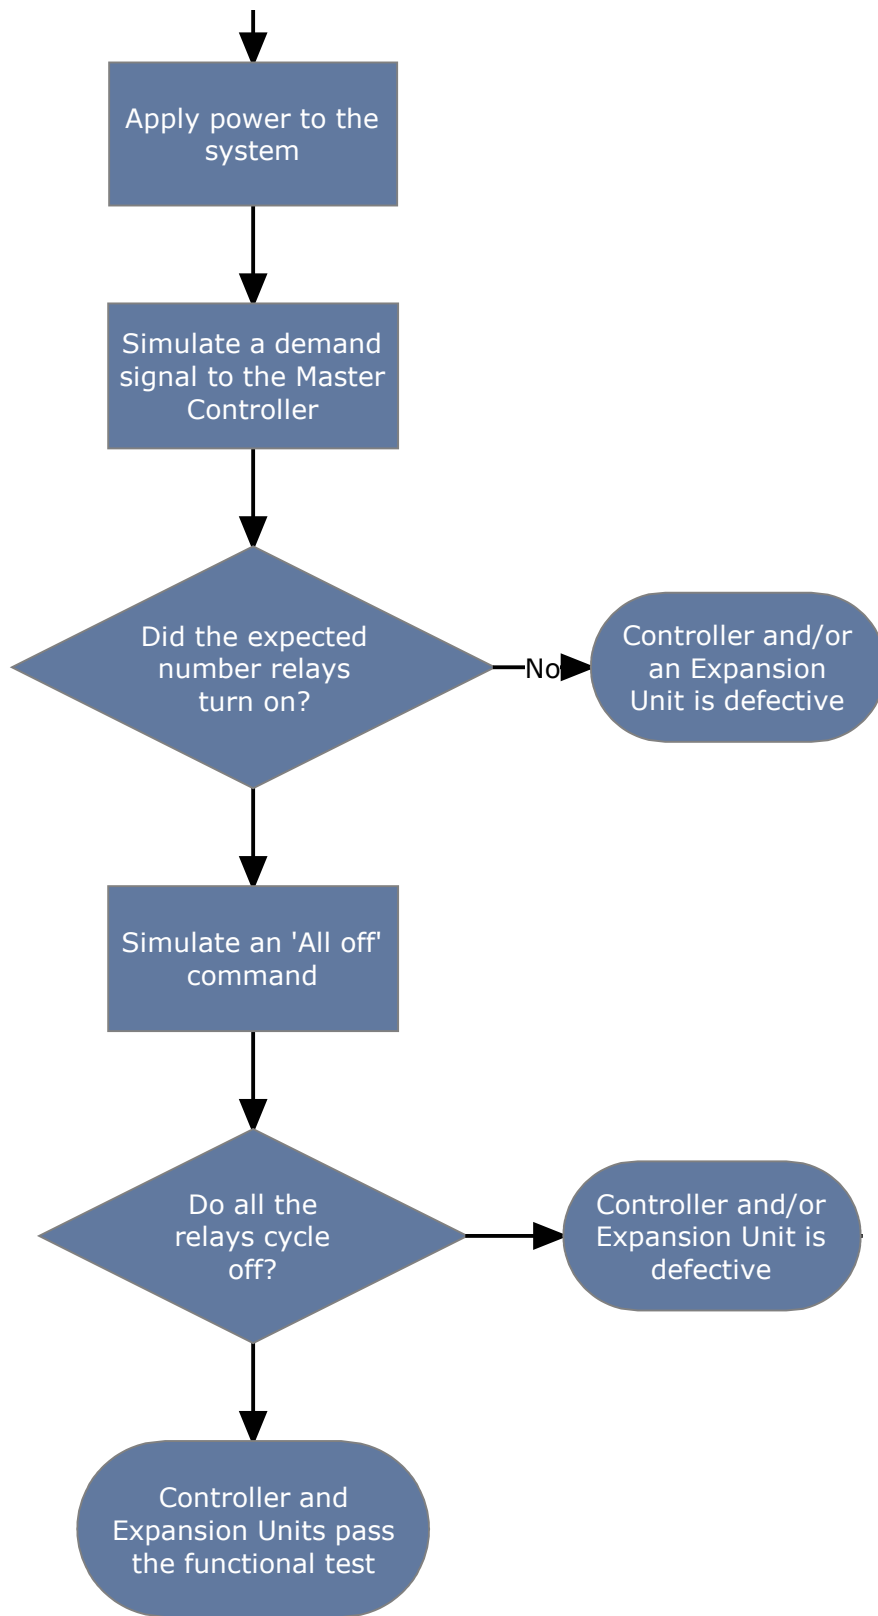 Apply power to the
system
Simulate a demand
signal to the Master
Controller
Did the expected
number relays
turn on?
No
Controller and/or
an Expansion
Unit is defective
Simulate an 'All off'
command
Do all the
relays cycle
off?
Controller and/or
Expansion Unit is
defective
Controller and
Expansion Units pass
the functional test